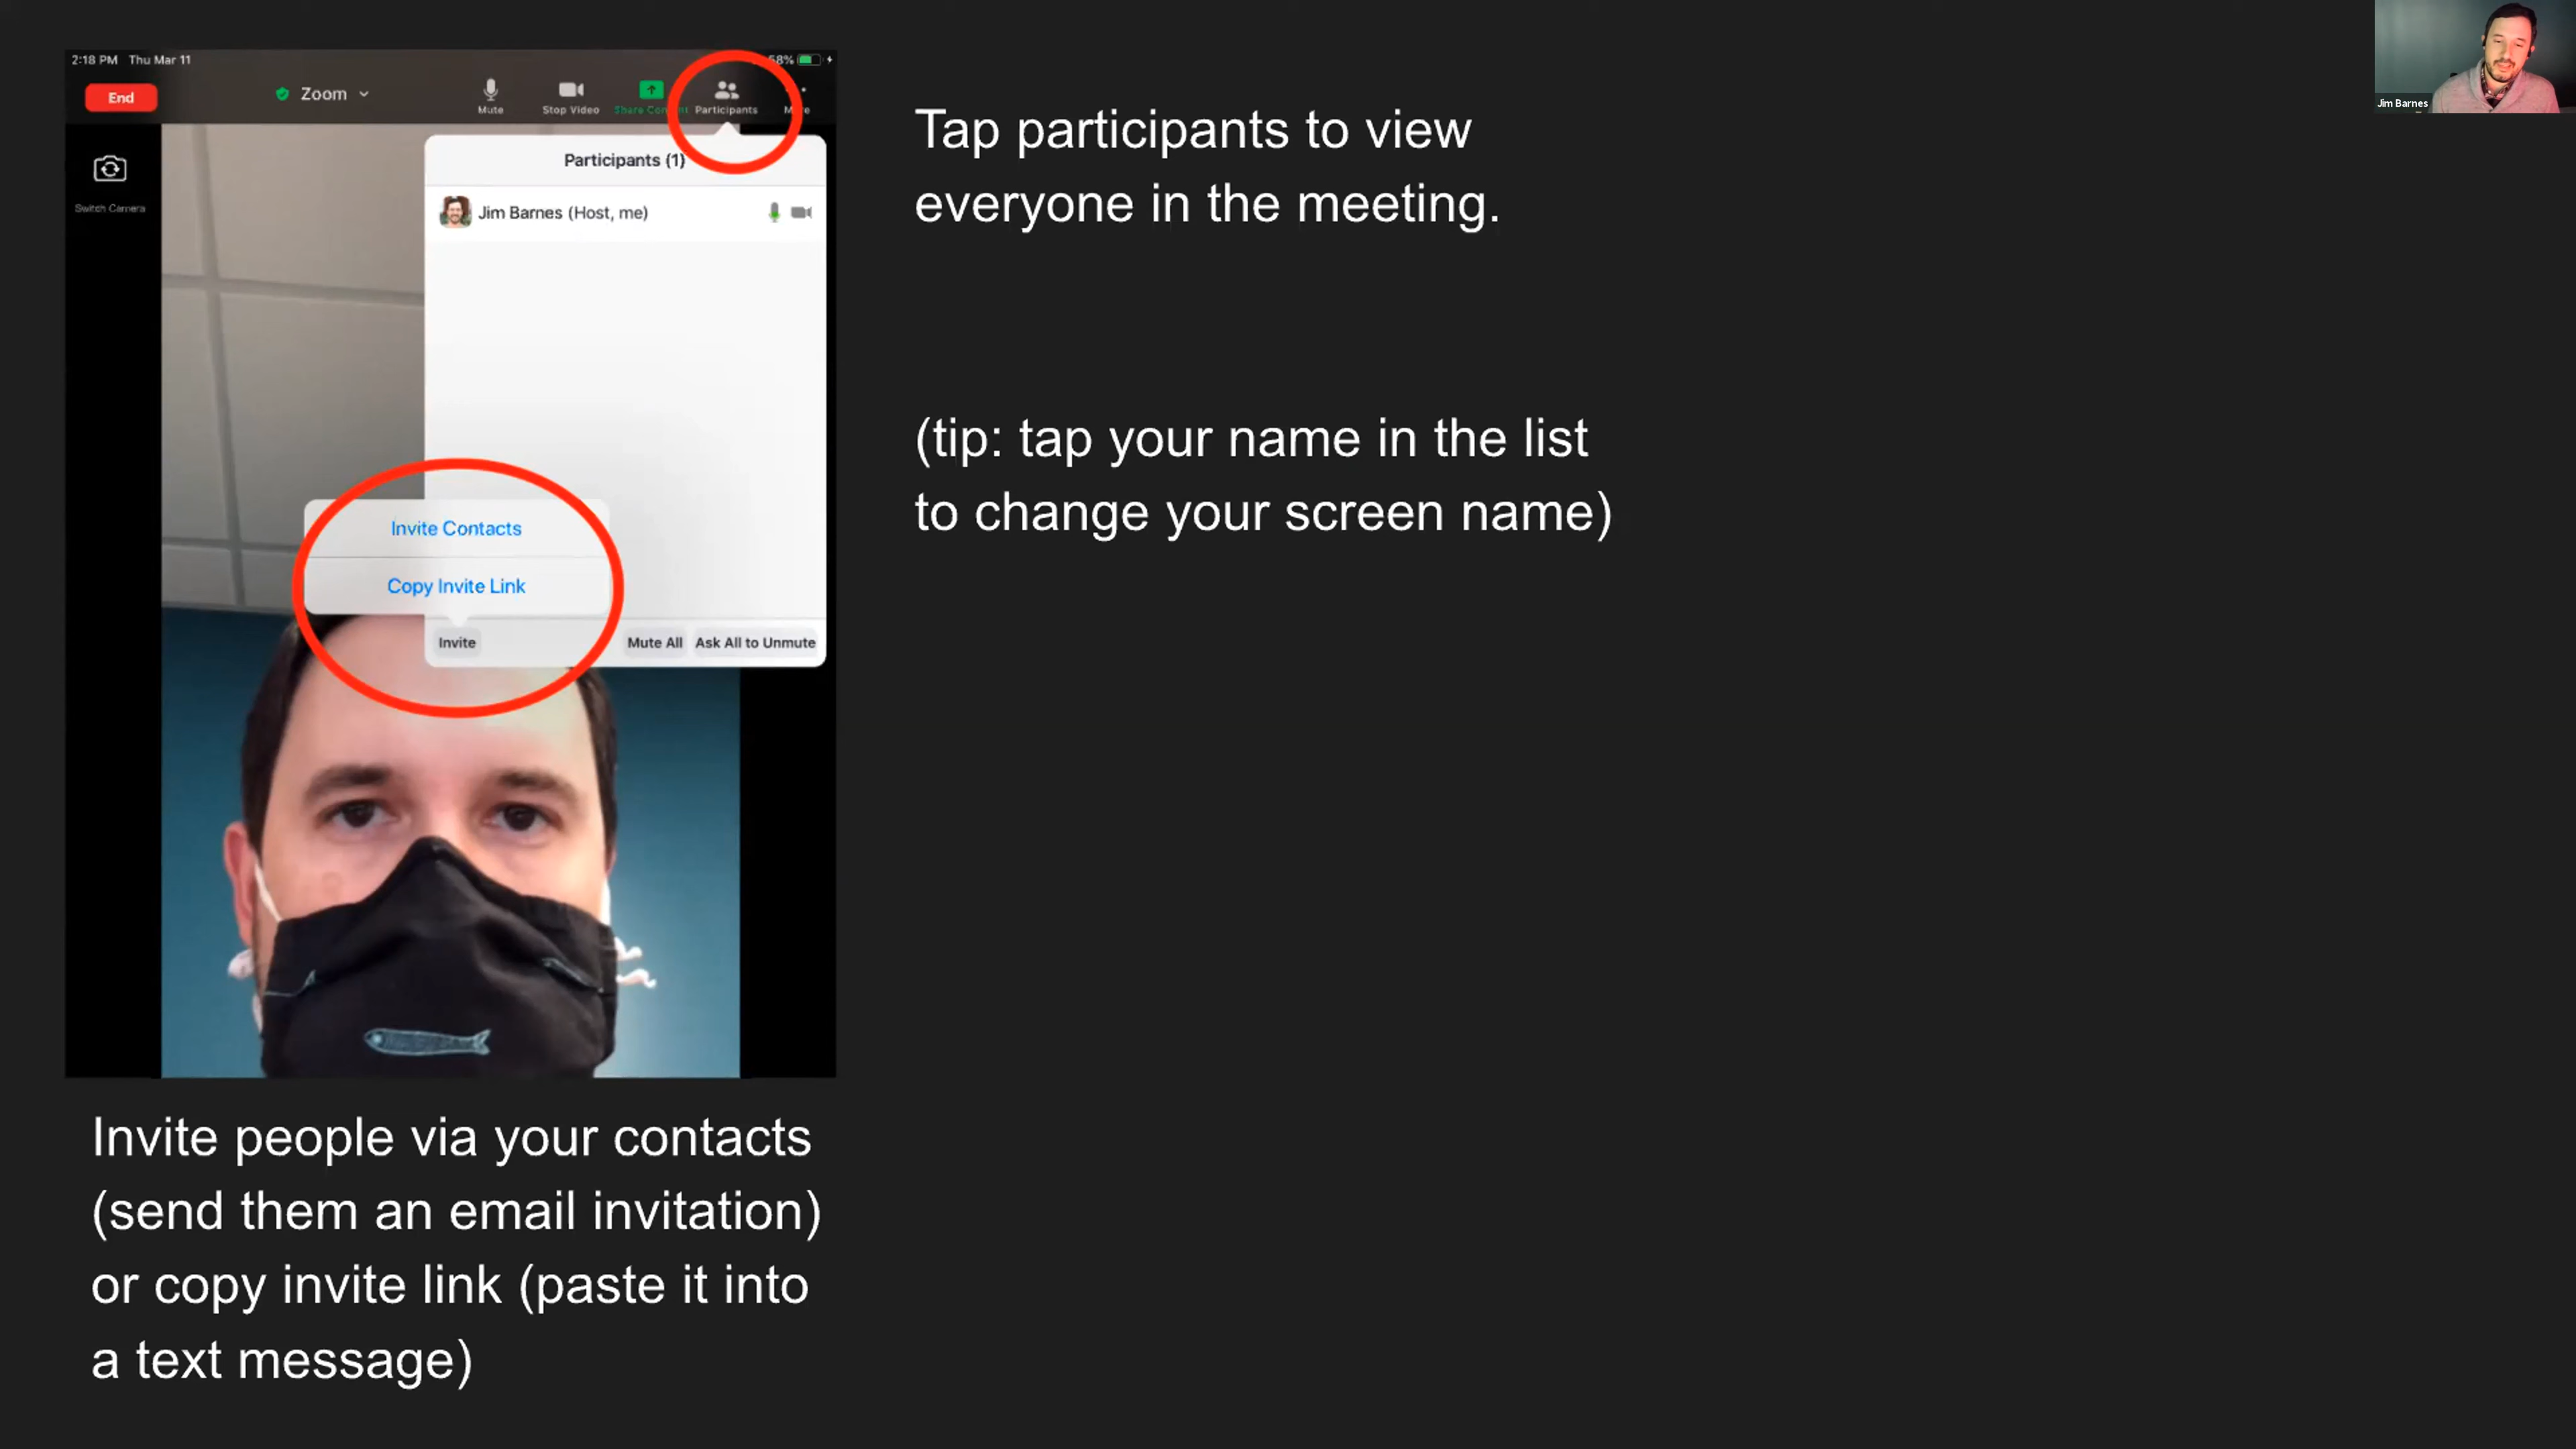 2:18 PM Thu Mar 11
58%
End
Zoom
Mute
Stop Video
Participants
Switch Camera
Participants (1)
Jim Barnes (Host, me)
Invite Contacts
Copy Invite Link
Invite
Mute All
Ask All to Unmute
Tap participants to view
everyone in the meeting.
(tip: tap your name in the list
to change your screen name)
Invite people via your contacts
(send them an email invitation)
or copy invite link (paste it into
a text message)
Jim Barnes